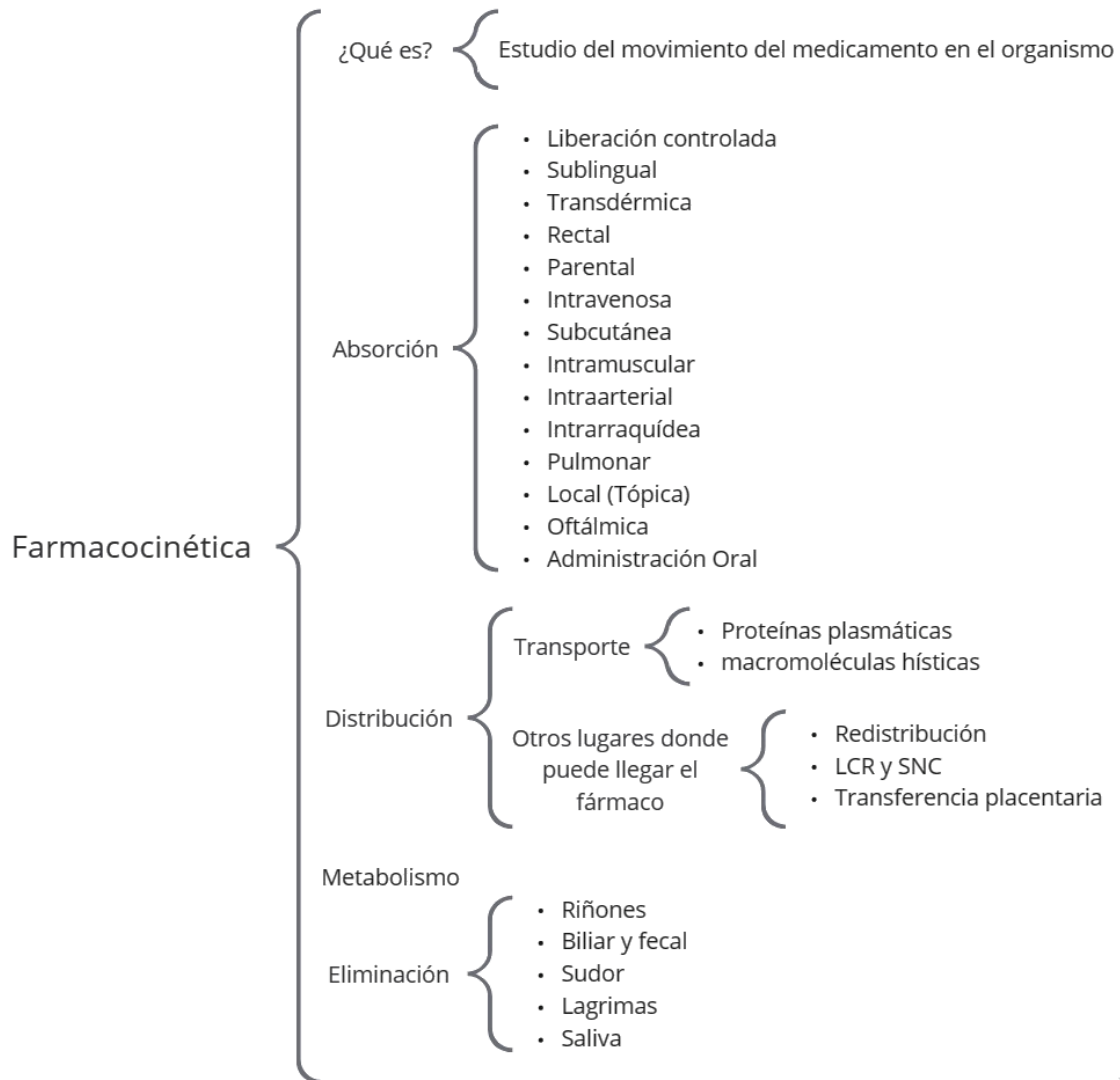 Farmacocinética
¿Qué es?
Estudio del movimiento del medicamento en el organismo
Absorción
• Liberación controlada
• Sublingual
• Transdérmica
• Rectal
• Parental
• Intravenosa
• Subcutánea
• Intramuscular
• Intraarterial
• Intrarraquídea
• Pulmonar
• Local (Tópica)
• Oftálmica
• Administración Oral
Distribución
Transporte
• Proteínas plasmáticas
• macromoléculas hísticas
Otros lugares donde
puede llegar el
fármaco
• Redistribución
• LCR y SNC
• Transferencia placentaria
Metabolismo
Eliminación
• Riñones
• Biliar y fecal
• Sudor
• Lagrimas
• Saliva